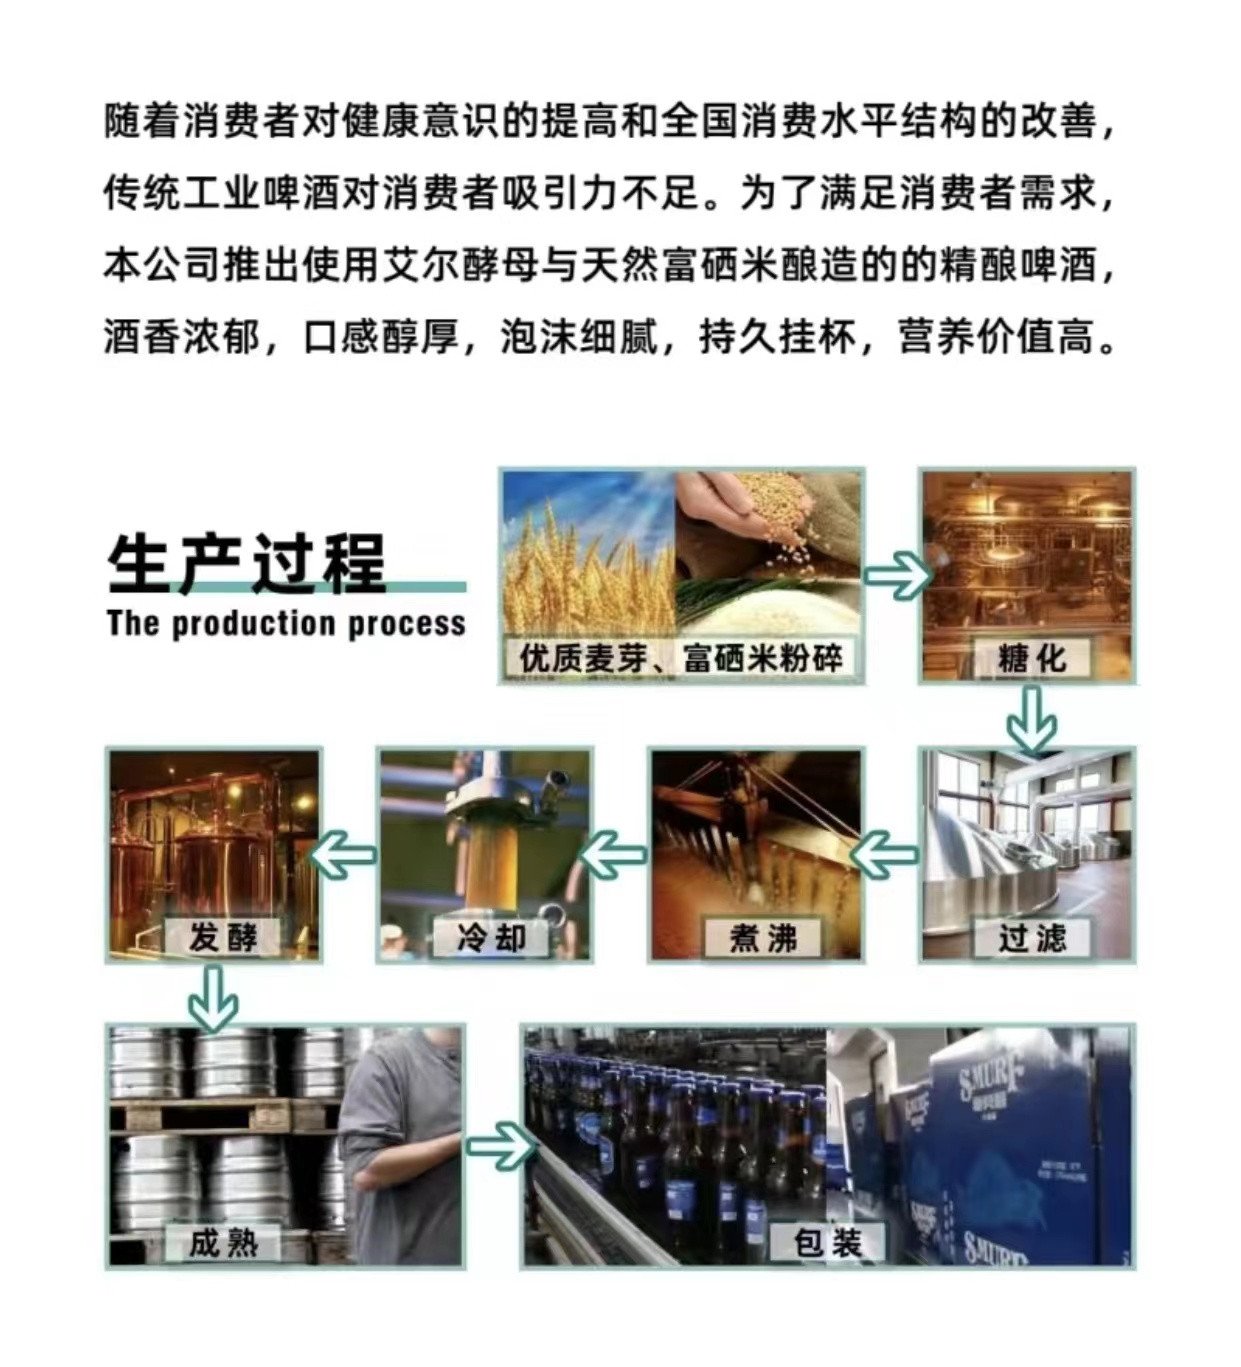 随着消费者对健康意识的提高和全国消费水平结构的改善，
传统工业啤酒对消费者吸引力不足。为了满足消费者需求，
本公司推出使用艾尔酵母与天然富硒米酿造的的精酿啤酒，
酒香浓郁，口感醇厚，泡沫细腻，持久挂杯，营养价值高。
生产过程
The production process
优质麦芽、富硒米粉碎
糖化
过滤
煮沸
冷却
发酵
成熟
包装
SMURF
SMURF
SMURF
SMURF